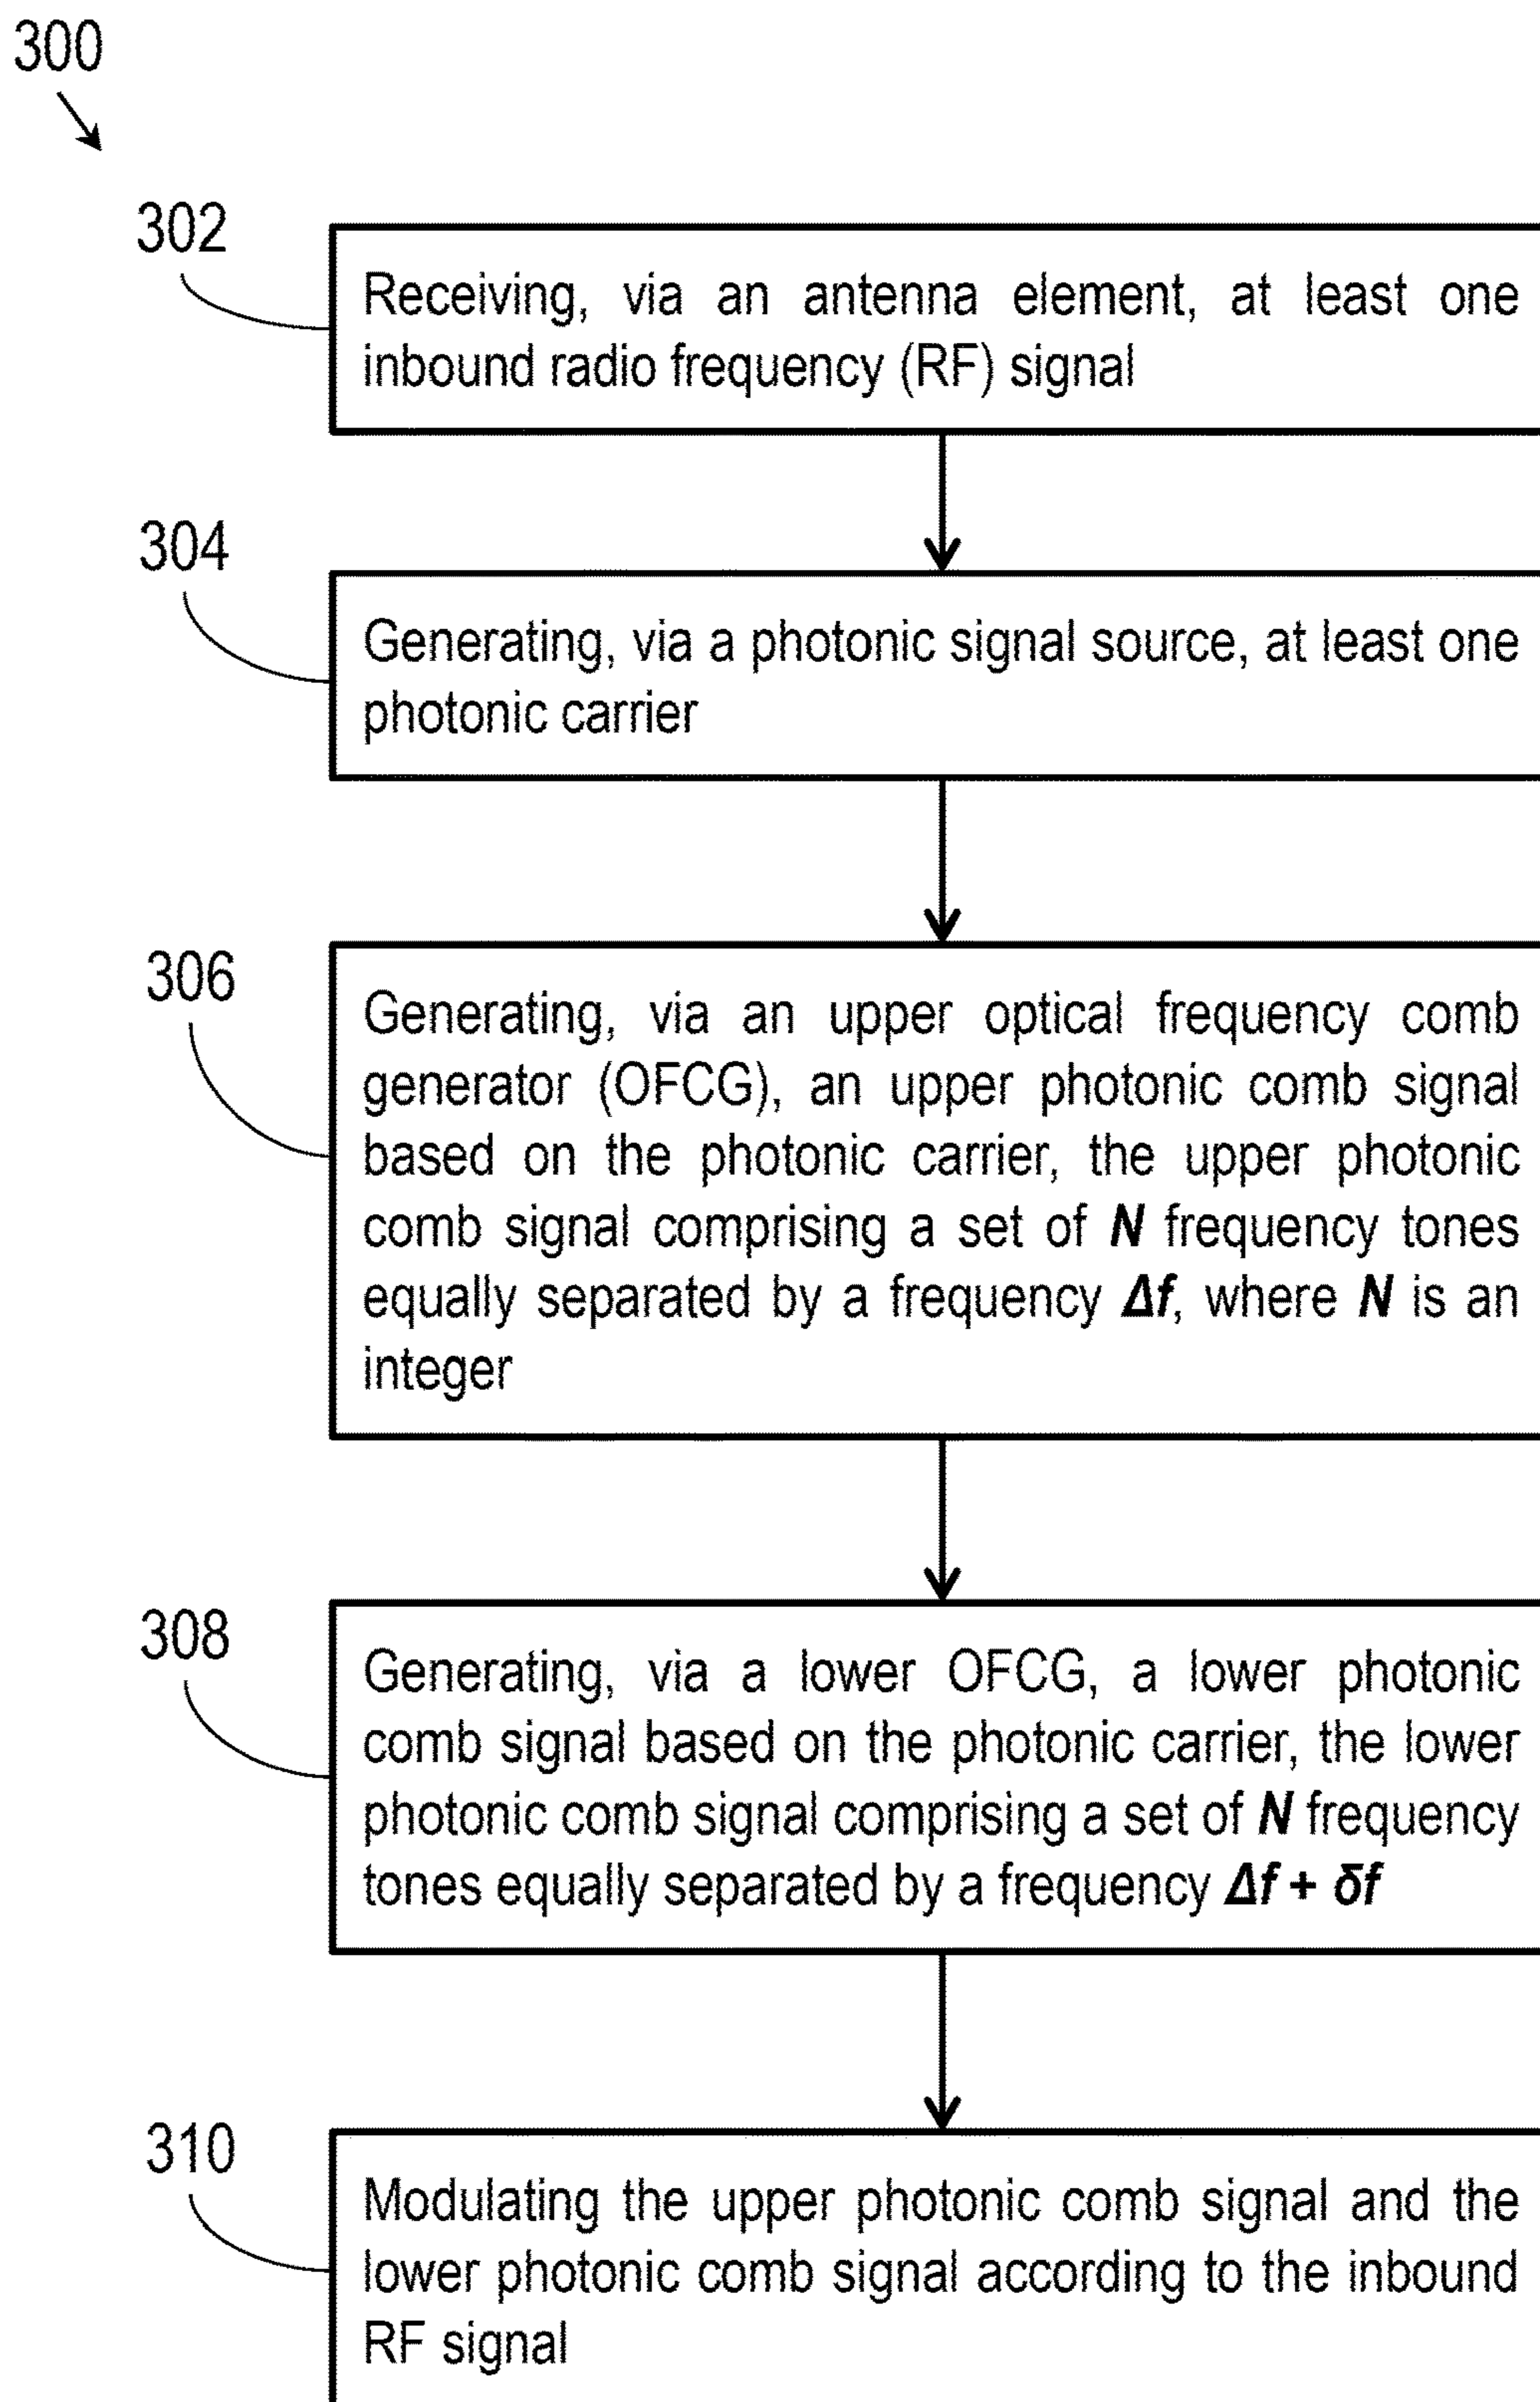 300
302
Receiving, via an antenna element, at least one
inbound radio frequency (RF) signal
304
Generating, via a photonic signal source, at least one
photonic carrier
306
Generating, via an upper optical frequency comb
generator (OFCG), an upper photonic comb signal
based on the photonic carrier, the upper photonic
comb signal comprising a set of N frequency tones
equally separated by a frequency Δf, where N is an
integer
308
Generating, via a lower OFCG, a lower photonic
comb signal based on the photonic carrier, the lower
photonic comb signal comprising a set of N frequency
tones equally separated by a frequency Δf + δf
310
Modulating the upper photonic comb signal and the
lower photonic comb signal according to the inbound
RF signal